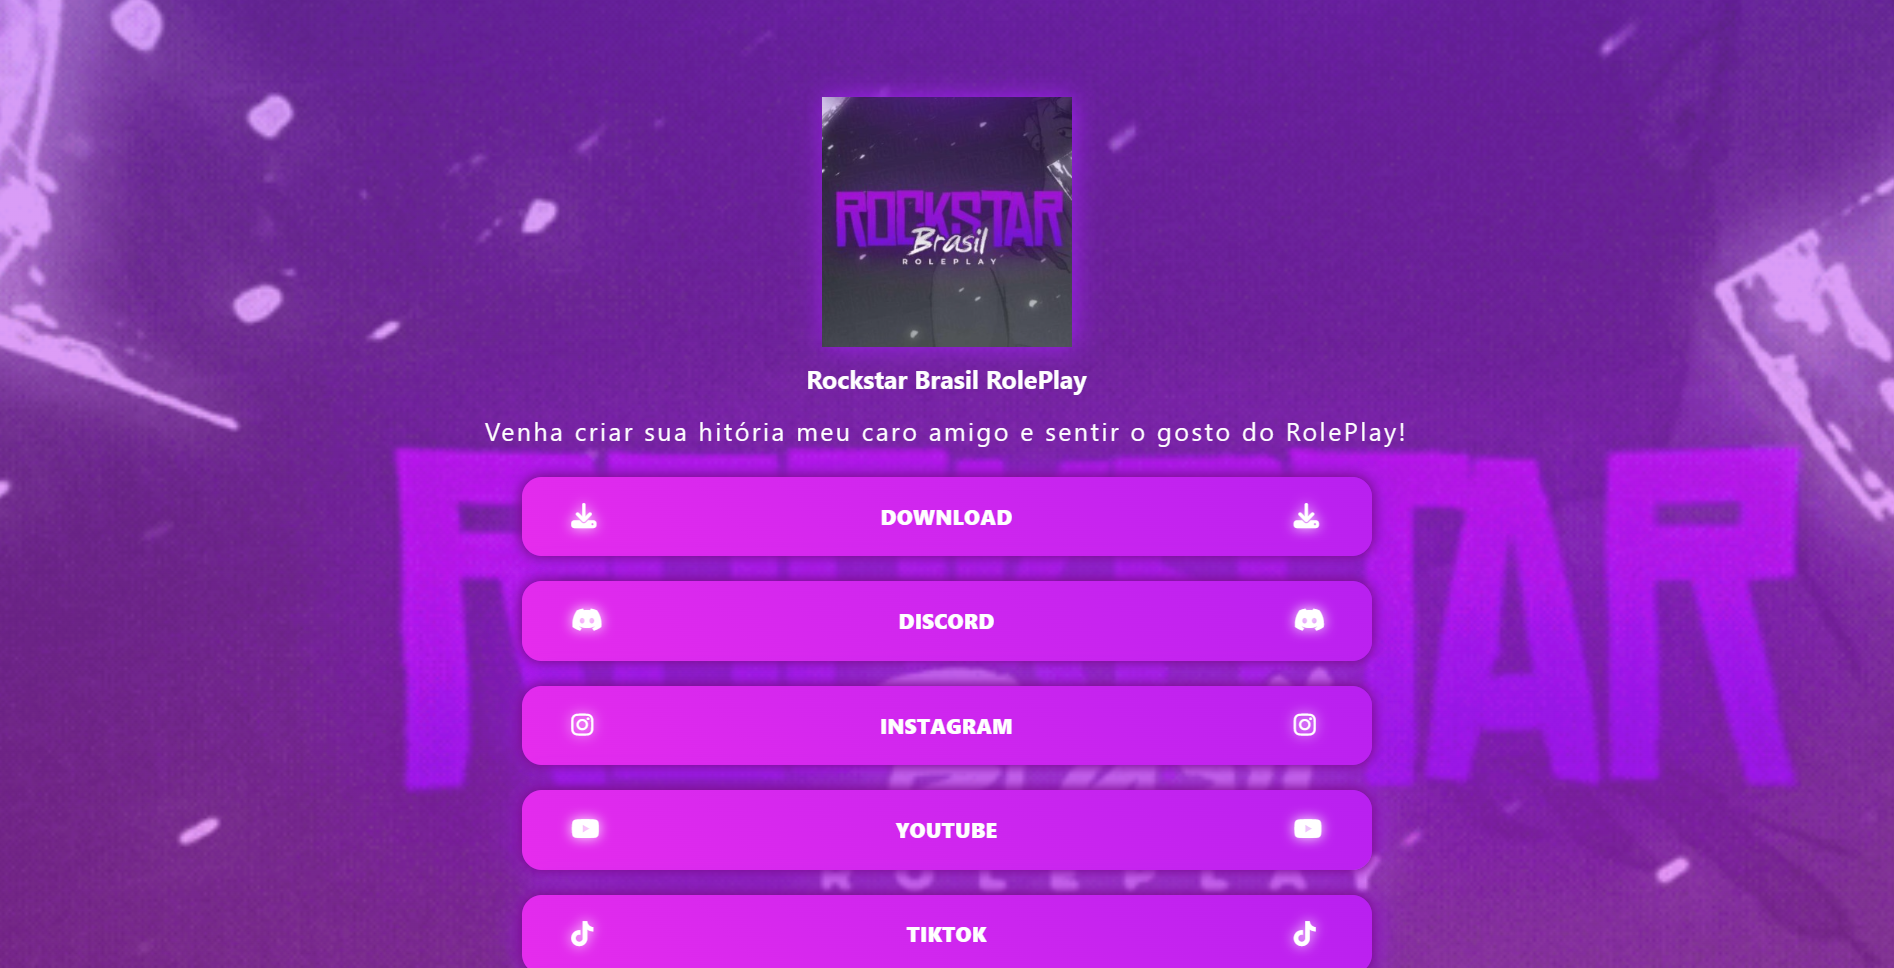 ROCKSTAR
Brasil
ROLEPLAY
Rockstar Brasil RolePlay
Venha criar sua hitória meu caro amigo e sentir o gosto do RolePlay!
DOWNLOAD
DISCORD
INSTAGRAM
YOUTUBE
ROLEPLAY
TIKTOK